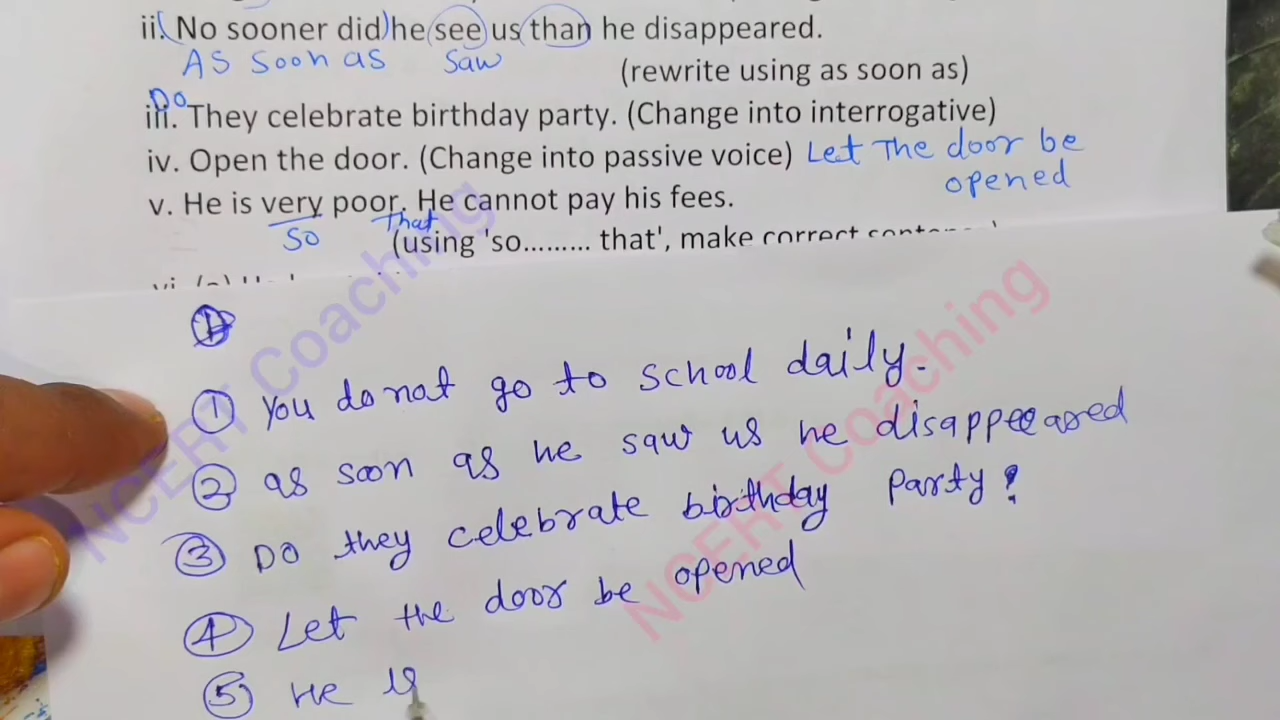 ii. No sooner did he see us than he disappeared.
As soon as saw
(rewrite using as soon as)
Do
iii. They celebrate birthday party. (Change into interrogative)
iv. Open the door. (Change into passive voice) Let The door be
opened
v. He is very poor. He cannot pay his fees.
So That
(using 'so......... that', make correct
① You do not go to school daily.
② as soon as he saw us he disappeeared
③ Do they celebrate birthday party?
④ Let the door be opened
⑤ He is
NCERT Coaching
NCERT Coaching